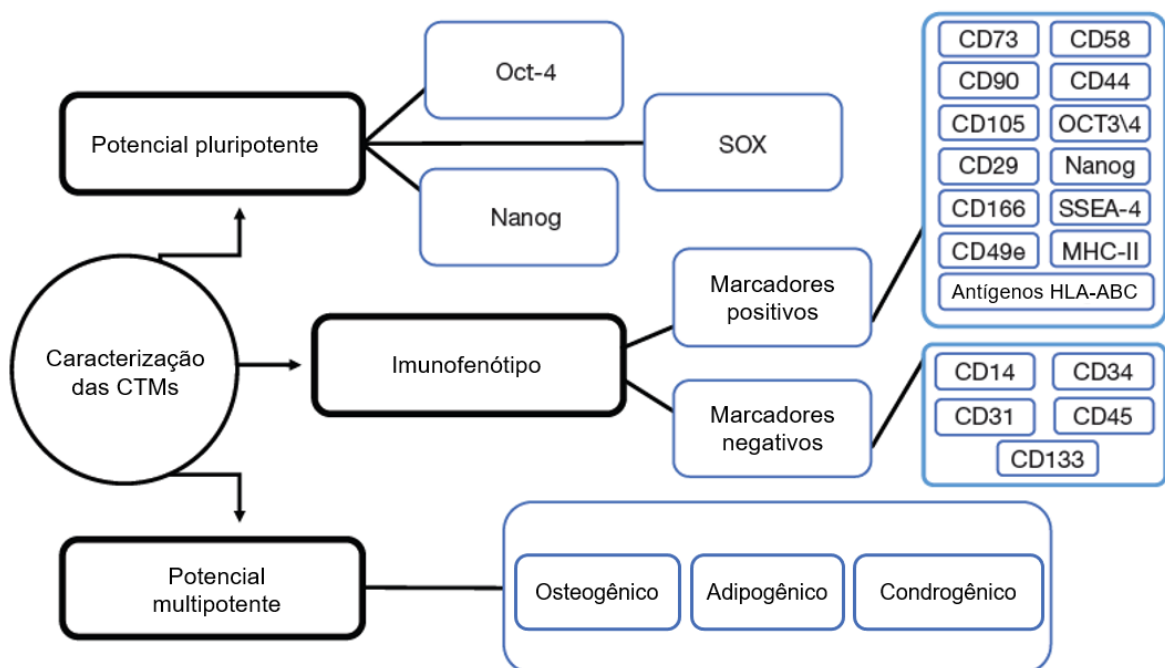 Caracterização
das CTMs
Potencial pluripotente
Oct-4
SOX
Nanog
Imunofenótipo
Marcadores
positivos
CD73 CD58
CD90 CD44
CD105 OCT3\4
CD29 Nanog
CD166 SSEA-4
CD49e MHC-II
Antígenos HLA-ABC
Marcadores
negativos
CD14 CD34
CD31 CD45
CD133
Potencial
multipotente
Osteogênico Adipogênico Condrogênico